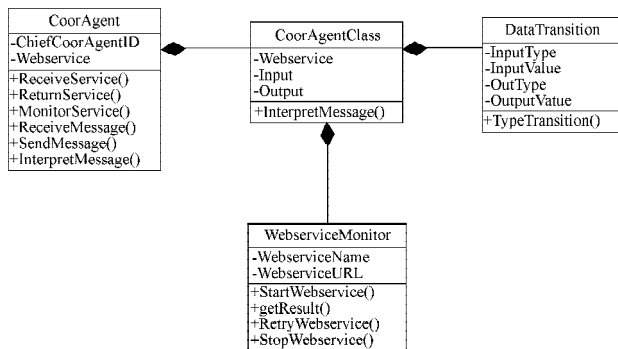 CoorAgent
-ChiefCoorAgentID
-Webservice
+ReceiveService()
+ReturnService()
+MonitorService()
+ReceiveMessage()
+SendMessage()
+InterpretMessage()
CoorAgentClass
-Webservice
-Input
-Output
+InterpretMessage()
DataTransition
-InputType
-InputValue
-OutType
-OutputVatue
+TypeTransition()
WebserviceMonitor
-WebserviceName
-WebserviceURL
+StartWebservice()
+getResult()
+RetryWebservice()
+StopWebservice()